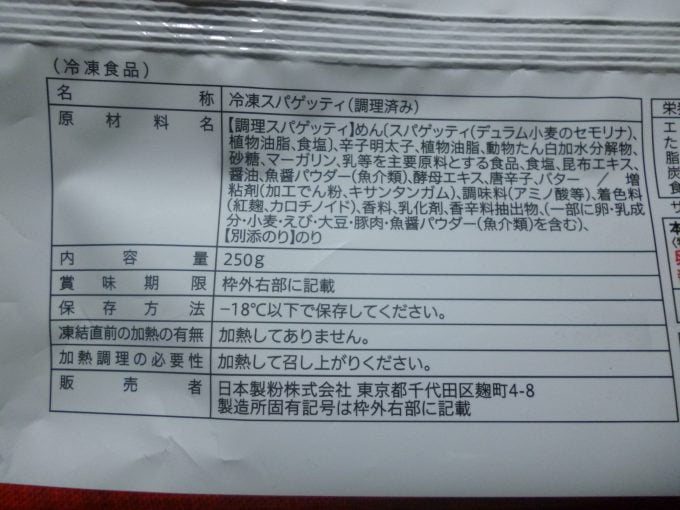 (冷凍食品)
名称 冷凍スパゲッティ(調理済み)
原材料名 【調理スパゲッティ】めん〔スパゲッティ(デュラム小麦のセモリナ)、
植物油脂、食塩〕、辛子明太子、植物油脂、動物たん白加水分解物、
砂糖、マーガリン、乳等を主要原料とする食品、食塩、昆布エキス、
醤油、魚醤パウダー(魚介類)、酵母エキス、唐辛子、バター / 増
粘剤(加工でん粉、キサンタンガム)、調味料(アミノ酸等)、着色料
(紅麹、カロチノイド)、香料、乳化剤、香辛料抽出物、(一部に卵・乳成
分・小麦・えび・大豆・豚肉・魚醤パウダー(魚介類)を含む)、
【別添のり】のり
内容量 250g
賞味期限 枠外右部に記載
保存方法 −18℃以下で保存してください。
凍結直前の加熱の有無 加熱してありません。
加熱調理の必要性 加熱して召し上がりください。
販売者 日本製粉株式会社 東京都千代田区麹町4-8
製造所固有記号は枠外右部に記載
栄
エ
た
脂
炭
食
サ
本